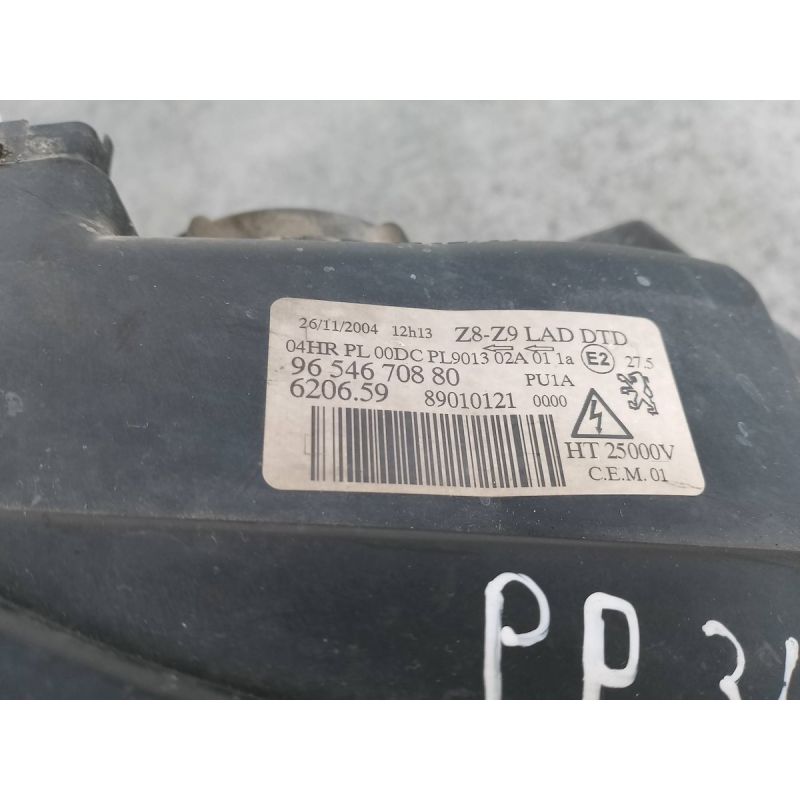 26/11/2004 12h13 Z8-Z9 LAD DTD
04HR PL 00DC PL9013 02A 01 1a E2 27.5
96 546 708 80 PU1A
6206.59 89010121 0000
HT 25000V
C.E.M. 01
PP 3